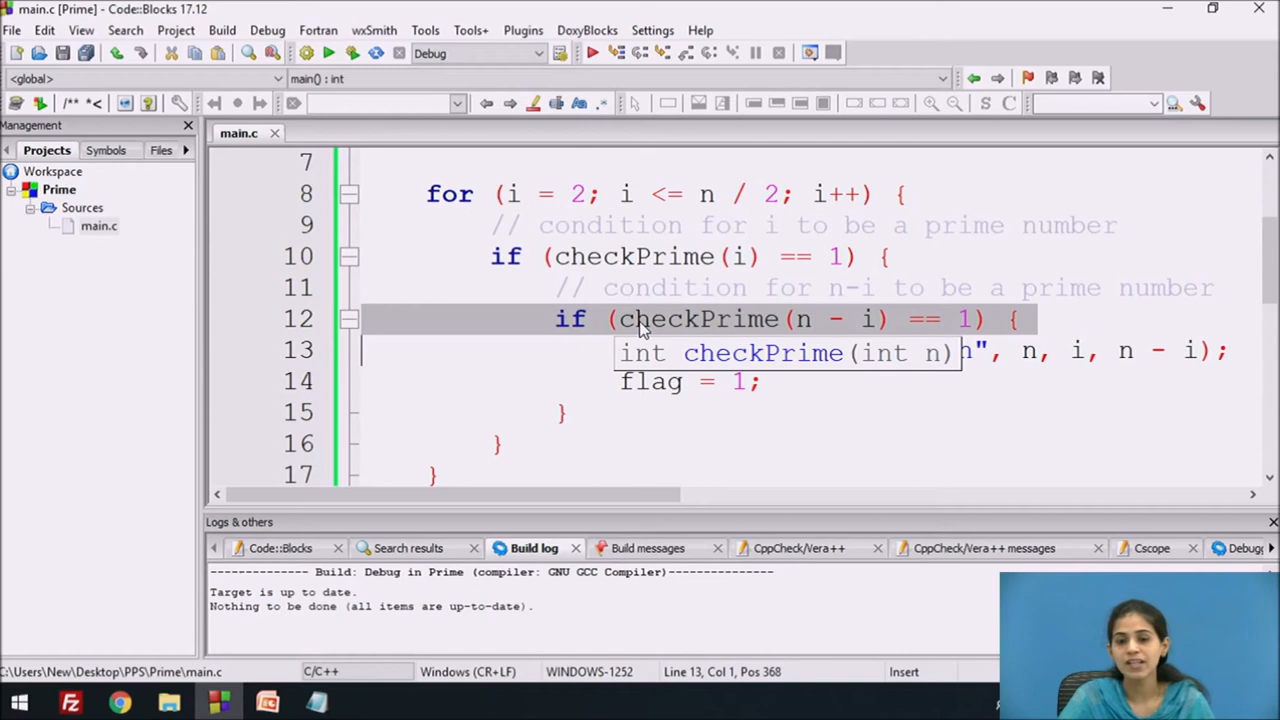 main.c [Prime] - Code::Blocks 17.12
File Edit View Search Project Build Debug Fortran wxSmith Tools Tools+ Plugins DoxyBlocks Settings Help
Debug
<global> main() : int
/** *<
S C
Management
main.c
Projects Symbols Files
Workspace
Prime
Sources
main.c
7
8 for (i = 2; i <= n / 2; i++) {
9 // condition for i to be a prime number
10 if (checkPrime(i) == 1) {
11 // condition for n-i to be a prime number
12 if (checkPrime(n - i) == 1) {
13 n", n, i, n - i);
int checkPrime(int n)
14 flag = 1;
15 }
16 }
17 }
Logs & others
Code::Blocks Search results Build log Build messages CppCheck/Vera++ CppCheck/Vera++ messages Cscope Debugg
-------------- Build: Debug in Prime (compiler: GNU GCC Compiler)---------------
Target is up to date.
Nothing to be done (all items are up-to-date).
C:\Users\New\Desktop\PPS\Prime\main.c C/C++ Windows (CR+LF) WINDOWS-1252 Line 13, Col 1, Pos 368 Insert